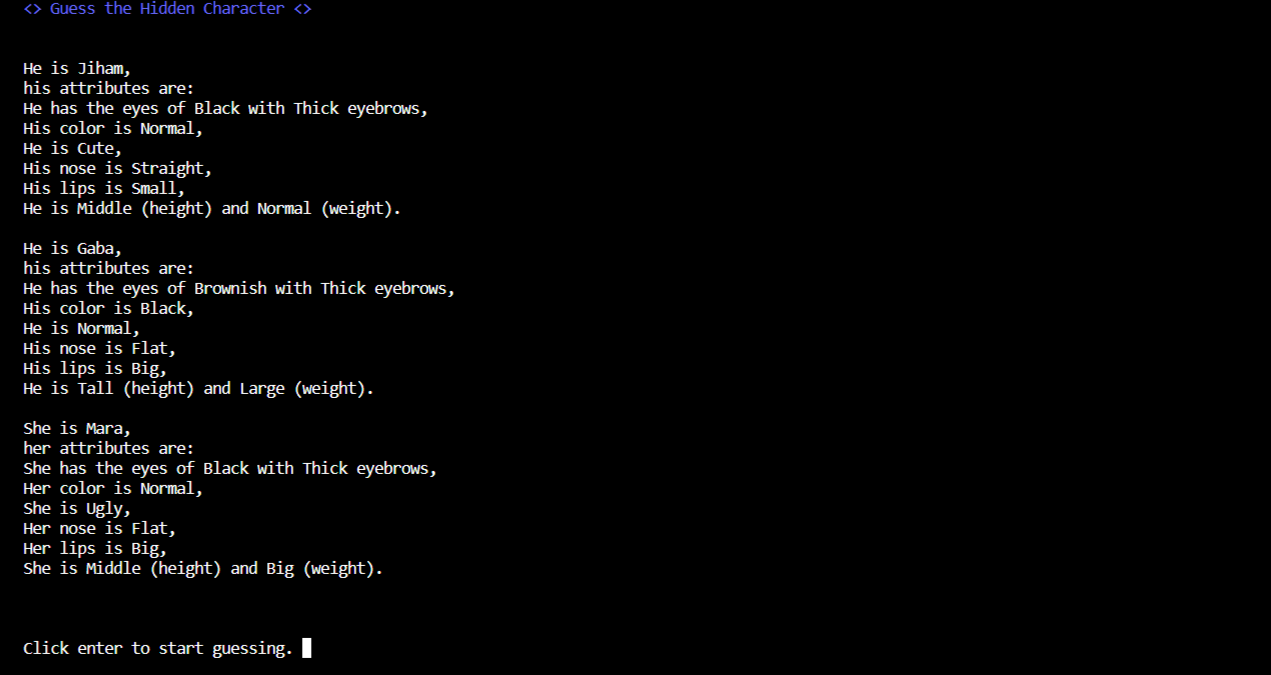 <> Guess the Hidden Character <>
He is Jiham,
his attributes are:
He has the eyes of Black with Thick eyebrows,
His color is Normal,
He is Cute,
His nose is Straight,
His lips is Small,
He is Middle (height) and Normal (weight).
He is Gaba,
his attributes are:
He has the eyes of Brownish with Thick eyebrows,
His color is Black,
He is Normal,
His nose is Flat,
His lips is Big,
He is Tall (height) and Large (weight).
She is Mara,
her attributes are:
She has the eyes of Black with Thick eyebrows,
Her color is Normal,
She is Ugly,
Her nose is Flat,
Her lips is Big,
She is Middle (height) and Big (weight).
Click enter to start guessing.